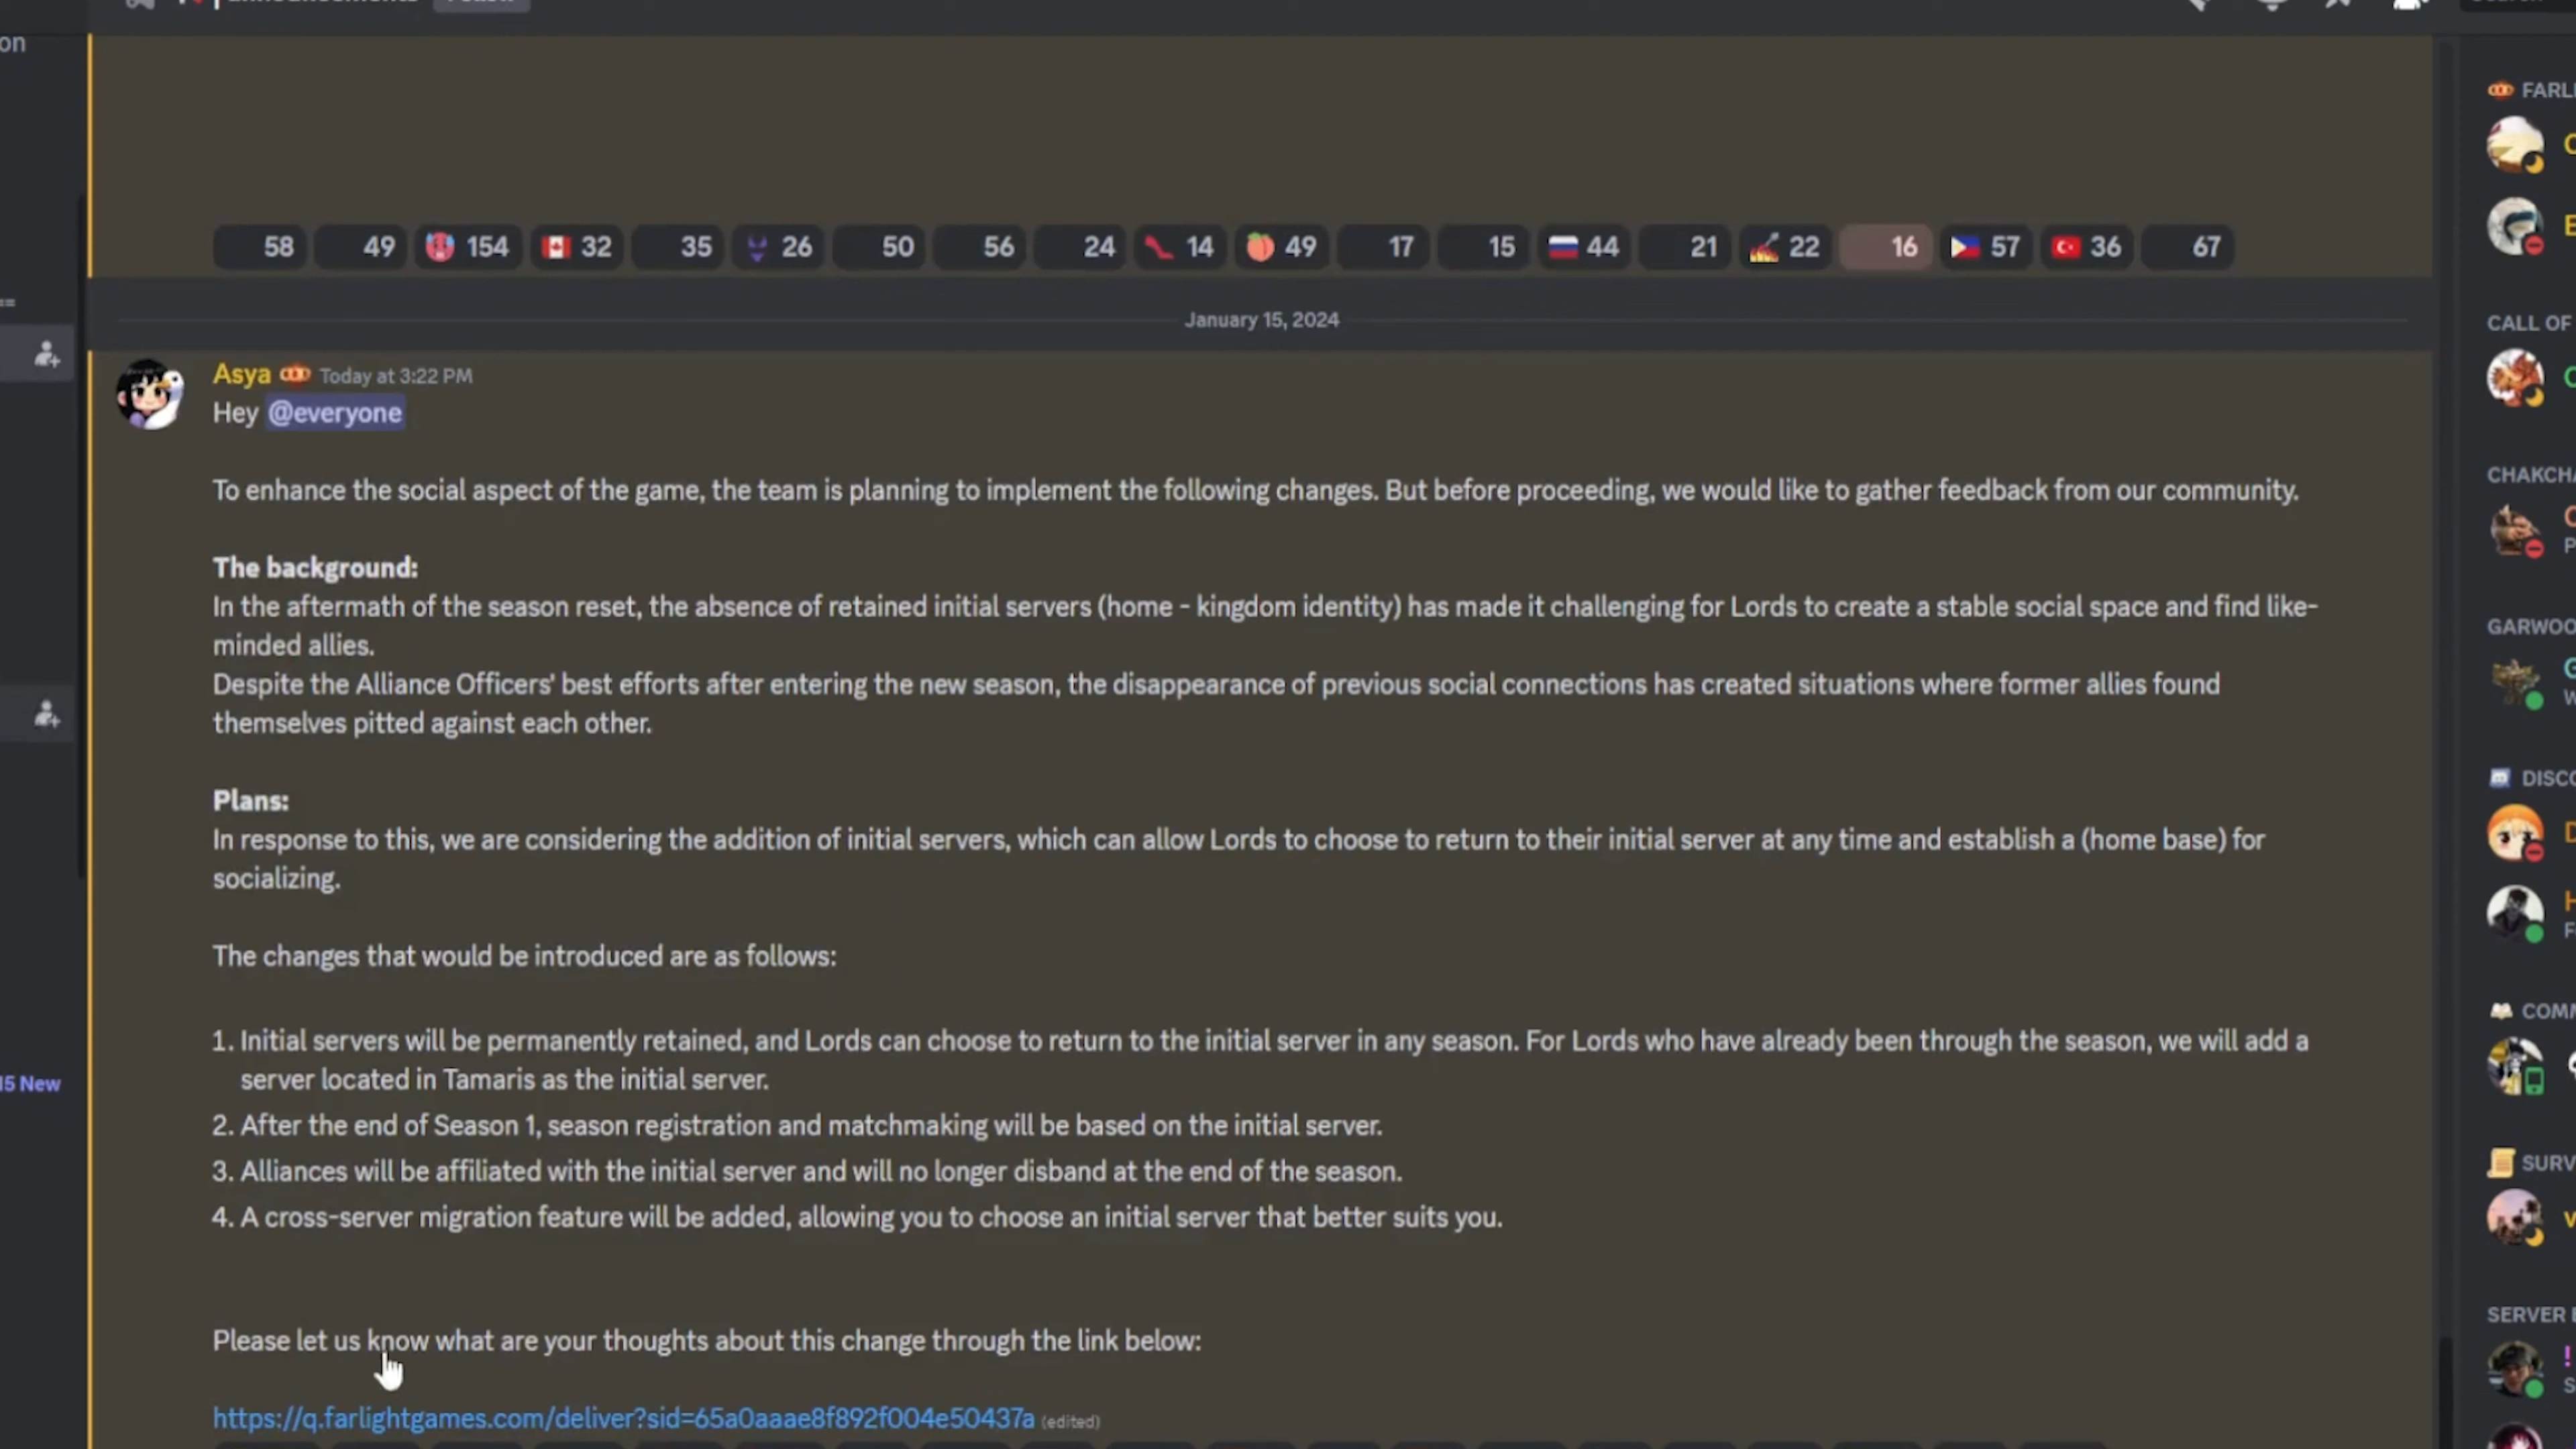 on
58 49 154 32 35 26 50 56 24 14 49 17 15 44 21 22 16 57 36 67
January 15, 2024
Asya Today at 3:22 PM
Hey @everyone
To enhance the social aspect of the game, the team is planning to implement the following changes. But before proceeding, we would like to gather feedback from our community.
The background:
In the aftermath of the season reset, the absence of retained initial servers (home - kingdom identity) has made it challenging for Lords to create a stable social space and find like-
minded allies.
Despite the Alliance Officers' best efforts after entering the new season, the disappearance of previous social connections has created situations where former allies found
themselves pitted against each other.
Plans:
In response to this, we are considering the addition of initial servers, which can allow Lords to choose to return to their initial server at any time and establish a (home base) for
socializing.
The changes that would be introduced are as follows:
1. Initial servers will be permanently retained, and Lords can choose to return to the initial server in any season. For Lords who have already been through the season, we will add a
server located in Tamaris as the initial server.
2. After the end of Season 1, season registration and matchmaking will be based on the initial server.
3. Alliances will be affiliated with the initial server and will no longer disband at the end of the season.
4. A cross-server migration feature will be added, allowing you to choose an initial server that better suits you.
Please let us know what are your thoughts about this change through the link below:
https://q.farlightgames.com/deliver?sid=65a0aaae8f892f004e50437a (edited)
==
15 New
FARLI
CALL OF
CHAKCHA
GARWOO
DISCO
COMM
SURV
SERVER B